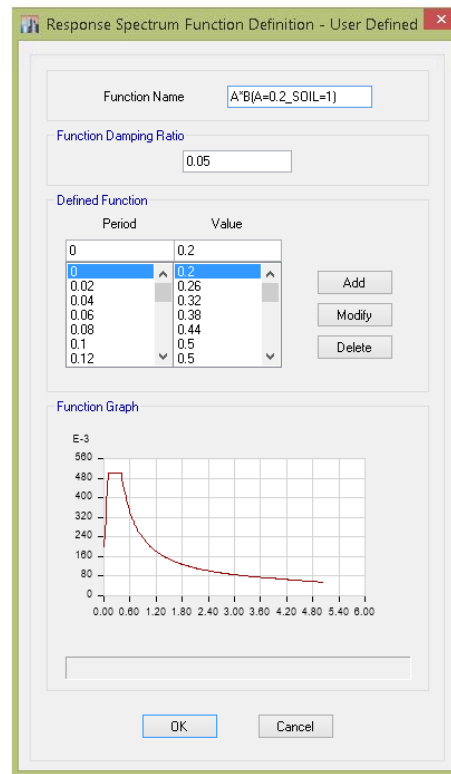 Response Spectrum Function Definition - User Defined
Function Name
A*B(A=0.2_SOIL=1)
Function Damping Ratio
0.05
Defined Function
Period Value
0 0.2
0 0.2
0.02 0.26
0.04 0.32
0.06 0.38
0.08 0.44
0.1 0.5
0.12 0.5
Add
Modify
Delete
Function Graph
E-3
560
480
400
320
240
160
80
0
0.00 0.60 1.20 1.80 2.40 3.00 3.60 4.20 4.80 5.40 6.00
OK Cancel